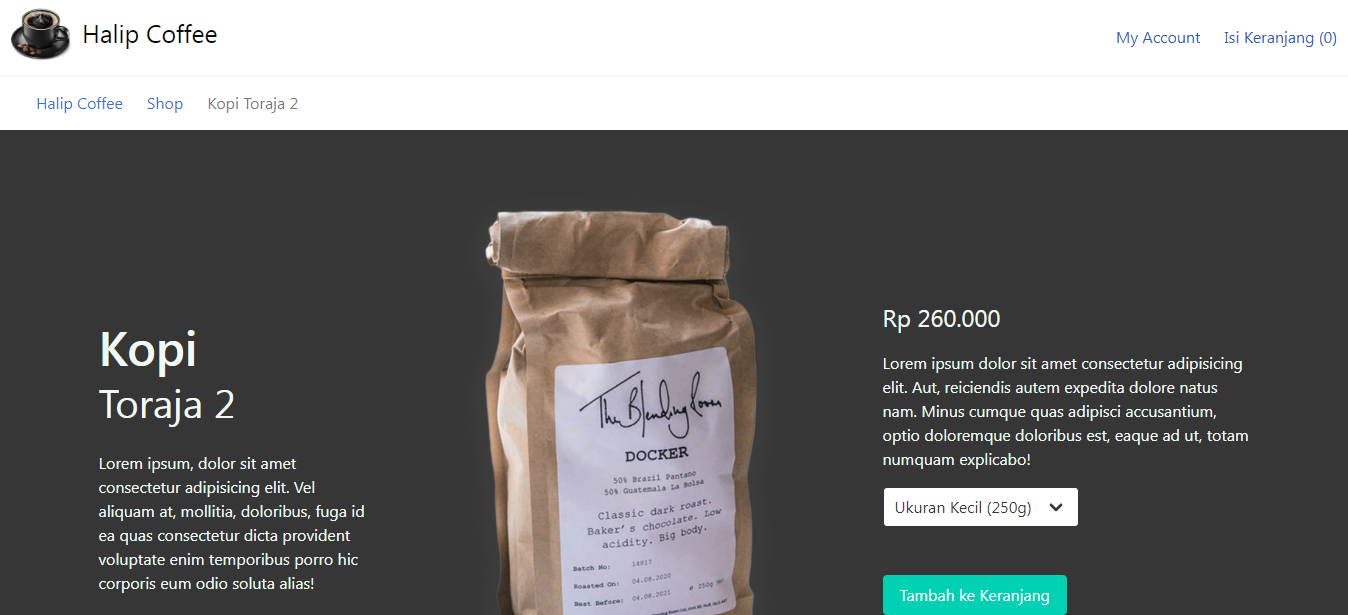 Halip Coffee
My Account
Isi Keranjang (0)
Halip Coffee
Shop
Kopi Toraja 2
Kopi
Toraja 2
Lorem ipsum, dolor sit amet
consectetur adipisicing elit. Vel
aliquam at, mollitia, doloribus, fuga id
ea quas consectetur dicta provident
voluptate enim temporibus porro hic
corporis eum odio soluta alias!
The Blending Room
DOCKER
50% Brazil Pantano
50% Guatemala La Bolsa
Classic dark roast.
Baker's chocolate. Low
acidity. Big body.
Batch No: 14817
Roasted On: 04.08.2020
Best Before: 04.08.2021 e 250g
Rp 260.000
Lorem ipsum dolor sit amet consectetur adipisicing
elit. Aut, reiciendis autem expedita dolore natus
nam. Minus cumque quas adipisci accusantium,
optio doloremque doloribus est, eaque ad ut, totam
numquam explicabo!
Ukuran Kecil (250g)
Tambah ke Keranjang